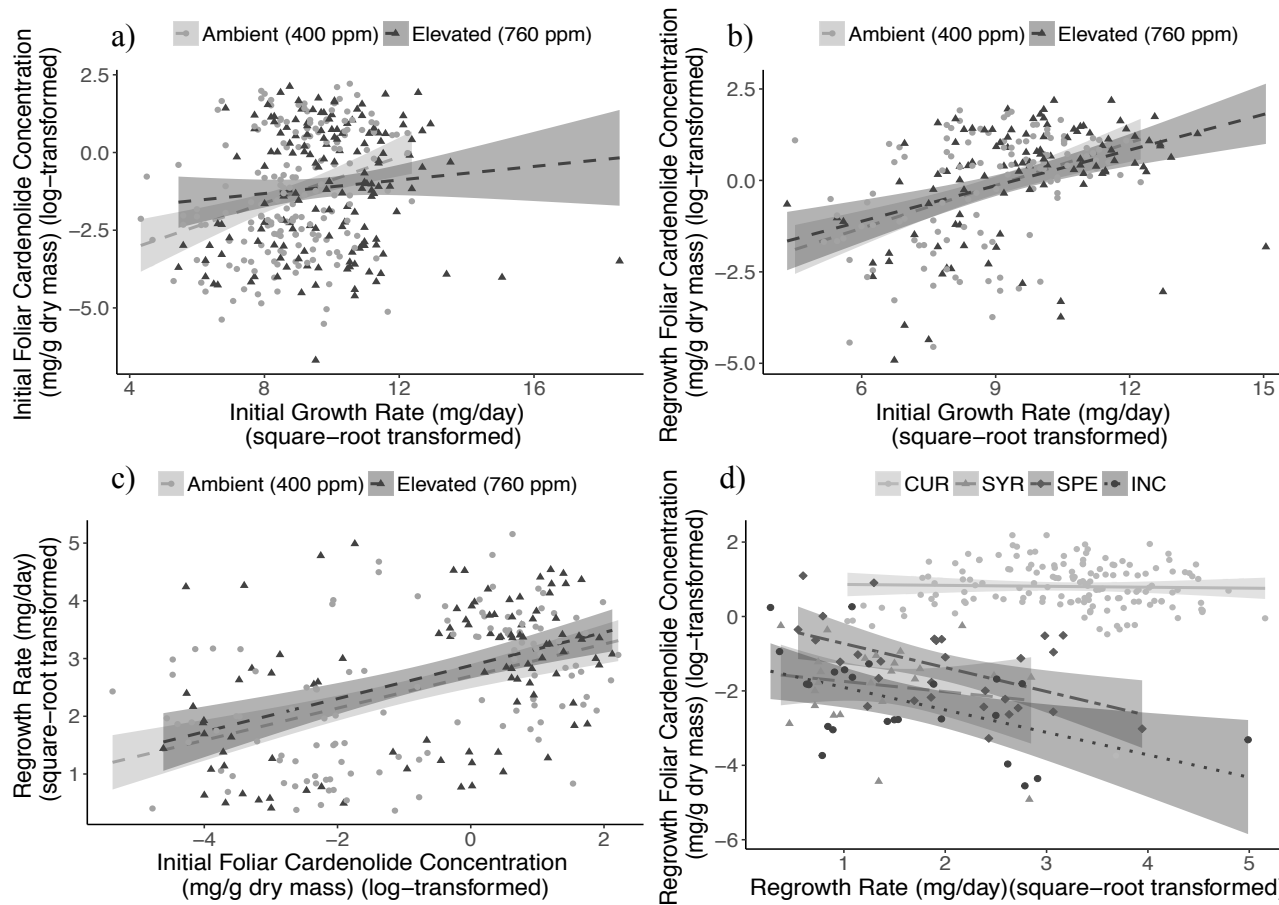 a)
Ambient (400 ppm) Elevated (760 ppm)
Initial Foliar Cardenolide Concentration
(mg/g dry mass) (log−transformed)
2.5
0.0
−2.5
−5.0
4 8 12 16
Initial Growth Rate (mg/day)
(square−root transformed)
b)
Ambient (400 ppm) Elevated (760 ppm)
Regrowth Foliar Cardenolide Concentration
(mg/g dry mass) (log−transformed)
2.5
0.0
−2.5
−5.0
6 9 12 15
Initial Growth Rate (mg/day)
(square−root transformed)
c)
Ambient (400 ppm) Elevated (760 ppm)
Regrowth Rate (mg/day)
(square−root transformed)
5
4
3
2
1
−4 −2 0 2
Initial Foliar Cardenolide Concentration
(mg/g dry mass) (log−transformed)
d)
CUR SYR SPE INC
Regrowth Foliar Cardenolide Concentration
(mg/g dry mass) (log−transformed)
2
0
−2
−4
−6
1 2 3 4 5
Regrowth Rate (mg/day)(square−root transformed)